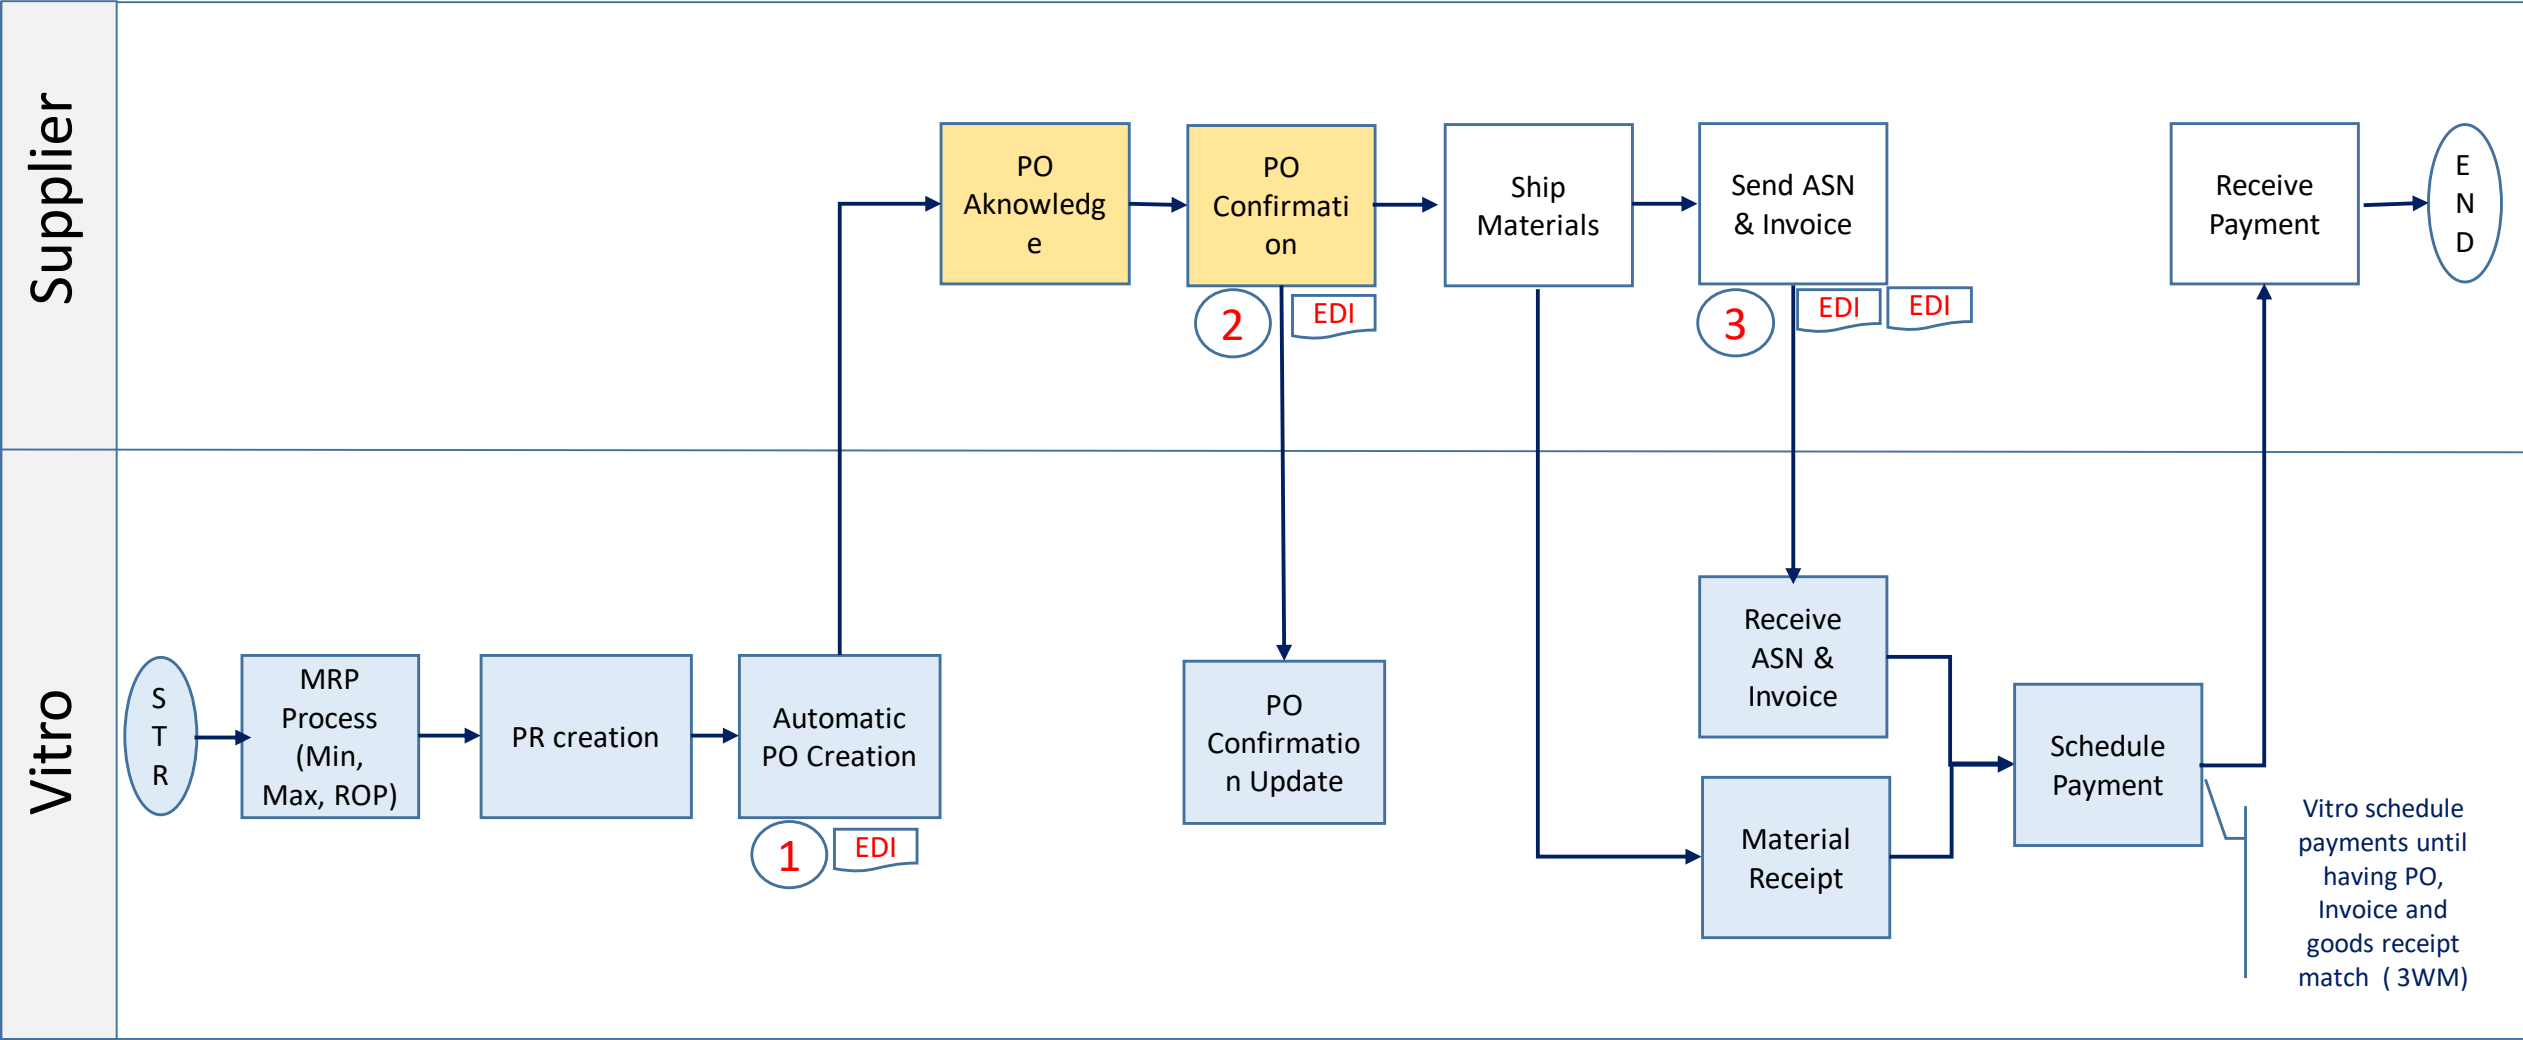 Supplier
PO
Aknowledg
e
PO
Confirmati
on
Ship
Materials
Send ASN
& Invoice
Receive
Payment
E
N
D
2
EDI
3
EDI
EDI
Vitro
S
T
R
MRP
Process
(Min,
Max, ROP)
PR creation
Automatic
PO Creation
1
EDI
PO
Confirmatio
n Update
Receive
ASN &
Invoice
Material
Receipt
Schedule
Payment
Vitro schedule
payments until
having PO,
Invoice and
goods receipt
match ( 3WM)